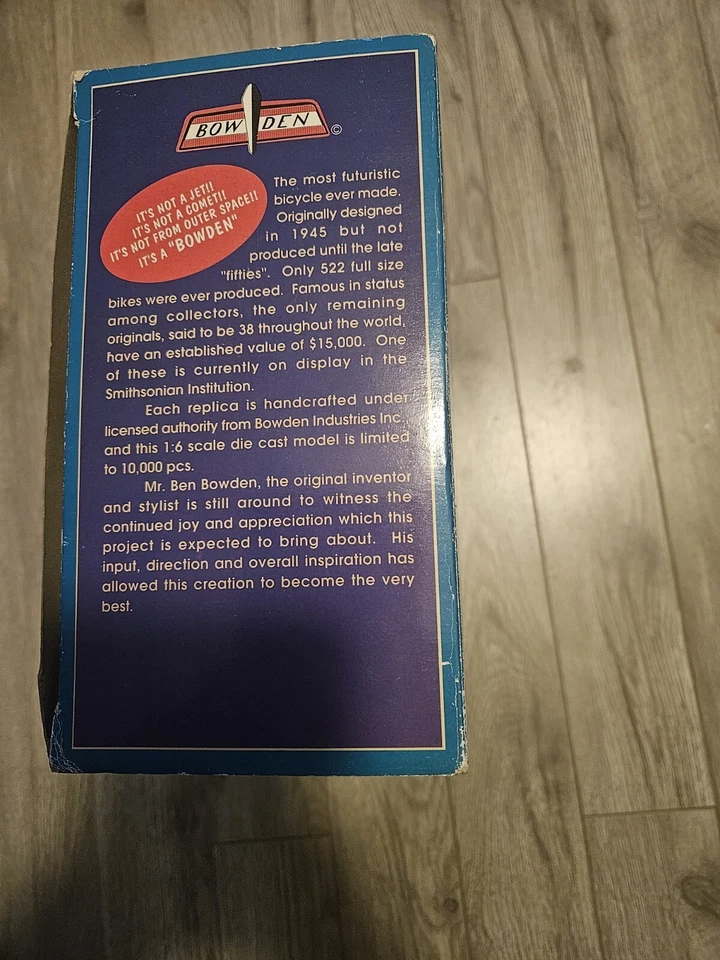 BOWDEN ©
IT'S NOT A JET!!
IT'S NOT A COMET!!
IT'S NOT FROM OUTER SPACE!!
IT'S A "BOWDEN"
The most futuristic
bicycle ever made.
Originally designed
in 1945 but not
produced until the late
"fifties". Only 522 full size
bikes were ever produced. Famous in status
among collectors, the only remaining
originals, said to be 38 throughout the world,
have an established value of $15,000. One
of these is currently on display in the
Smithsonian Institution.
Each replica is handcrafted under
licensed authority from Bowden Industries Inc.
and this 1:6 scale die cast model is limited
to 10,000 pcs.
Mr. Ben Bowden, the original inventor
and stylist is still around to witness the
continued joy and appreciation which this
project is expected to bring about. His
input, direction and overall inspiration has
allowed this creation to become the very
best.